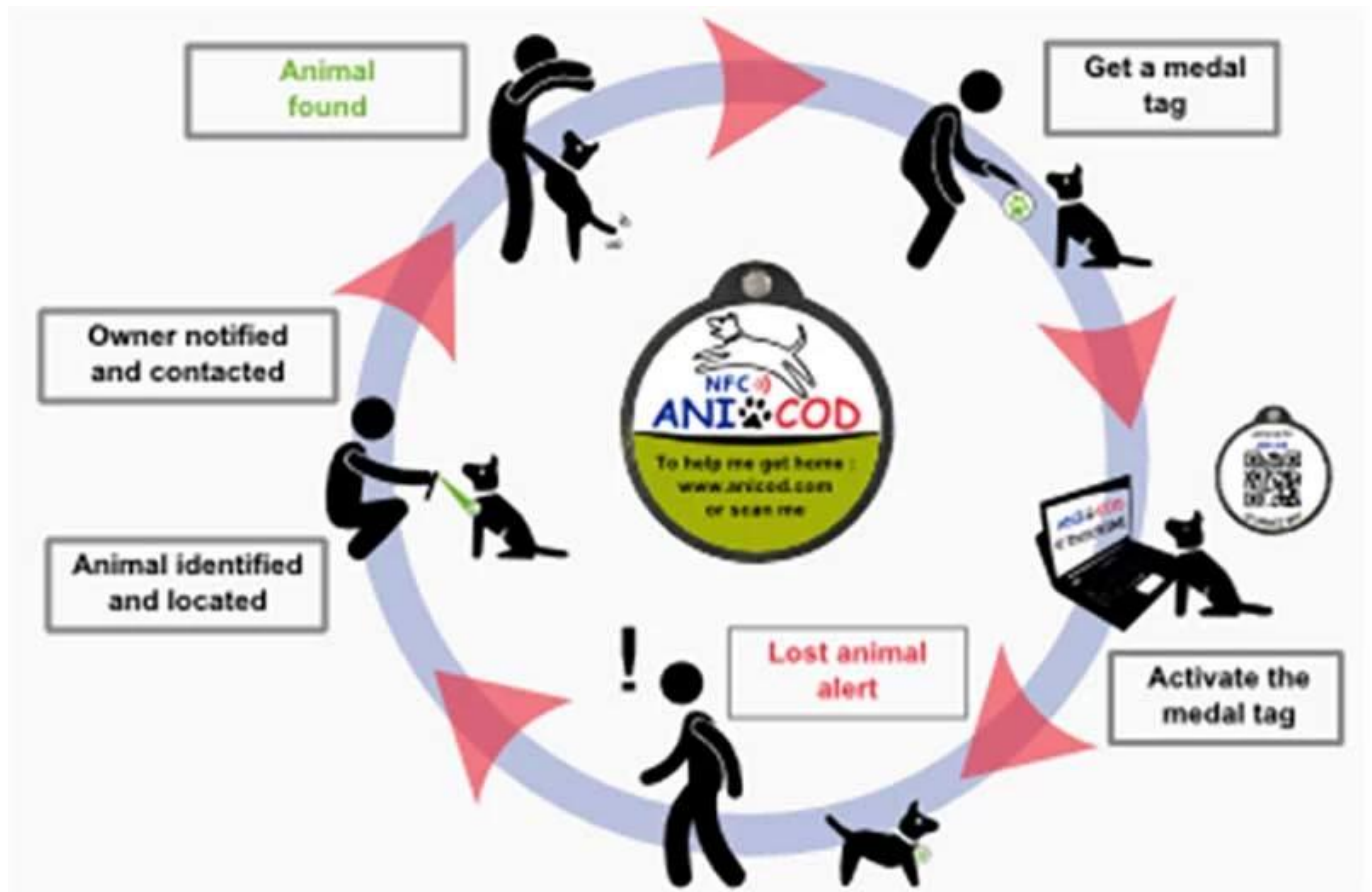 Animal
found
Get a medal
tag
Owner notified
and contacted
NFC
ANI COD
To help me get home :
www.anicod.com
or scan me
Animal identified
and located
!
Lost animal
alert
Activate the
medal tag